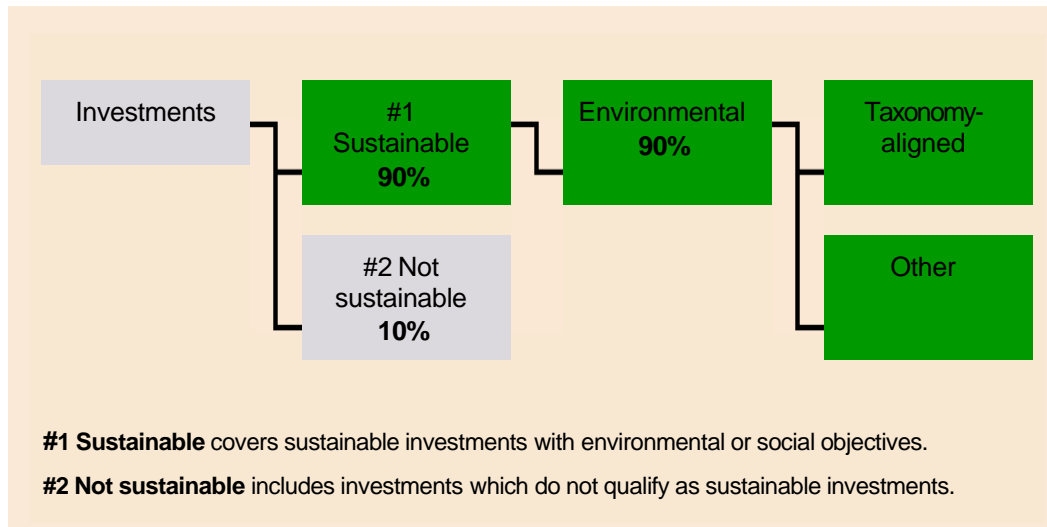 Investments
#1
Sustainable
90%
#2 Not
sustainable
10%
Environmental
90%
Taxonomy-
aligned
Other
#1 Sustainable covers sustainable investments with environmental or social objectives.
#2 Not sustainable includes investments which do not qualify as sustainable investments.